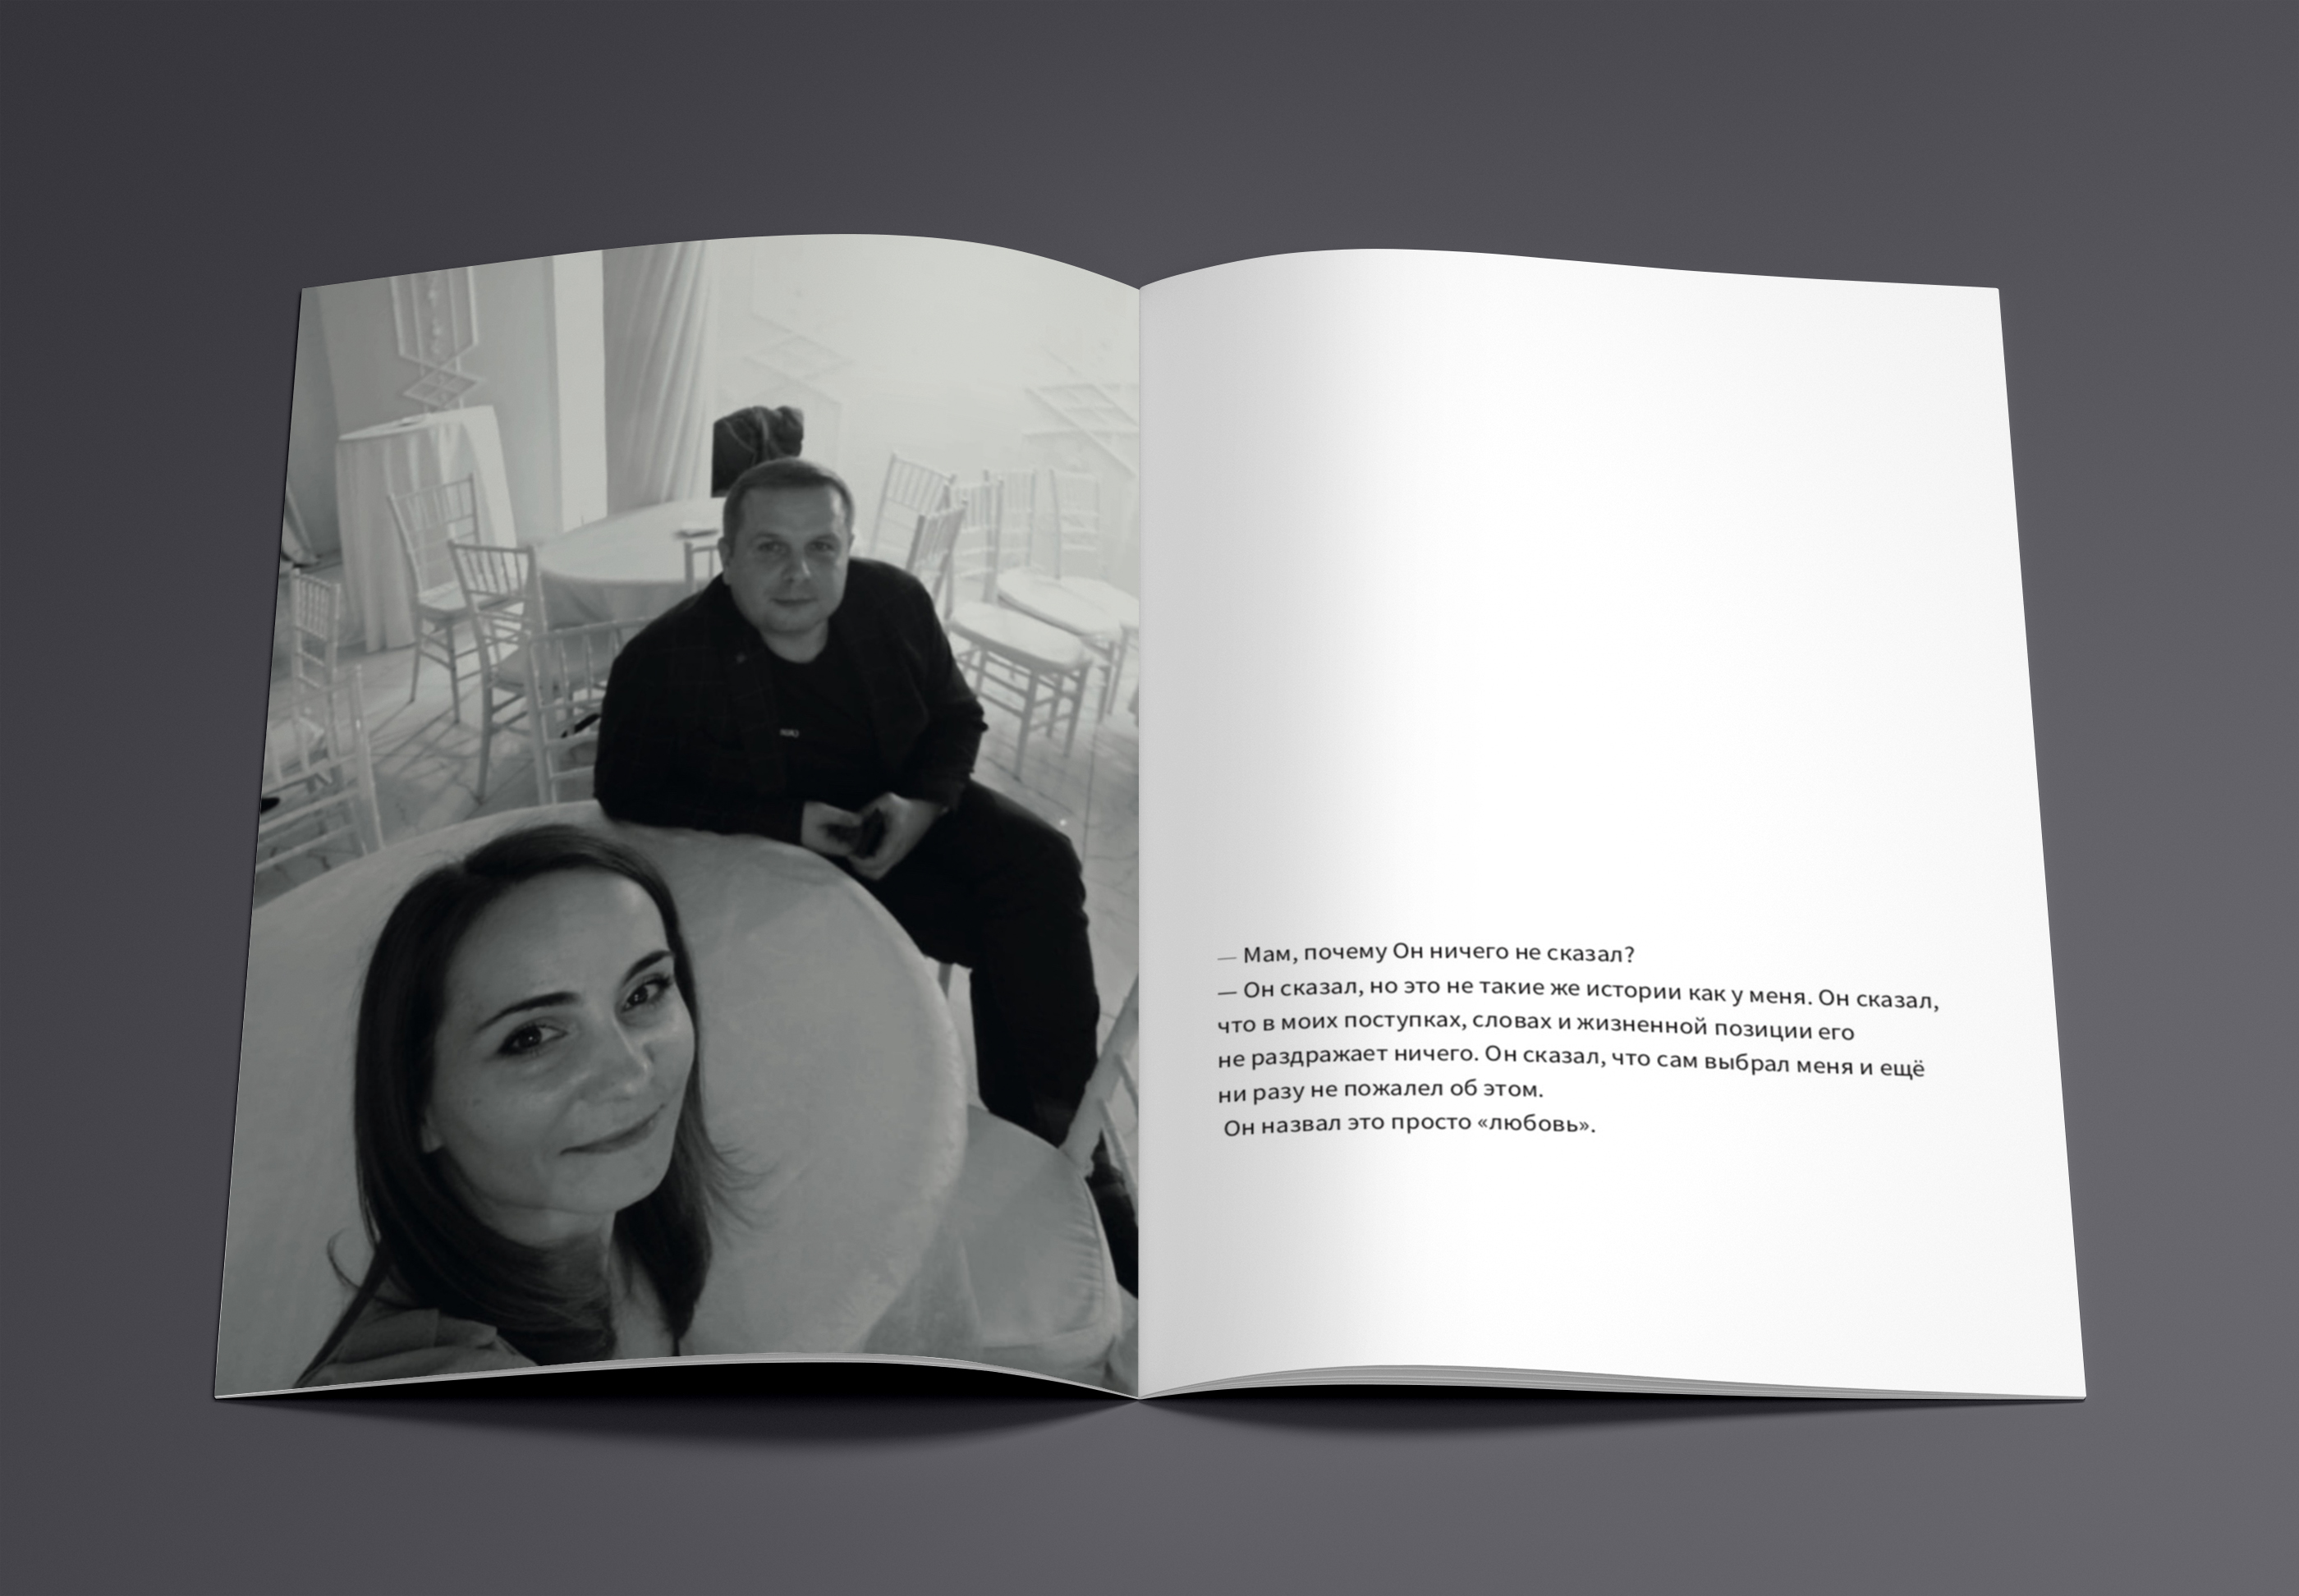 — Мам, почему Он ничего не сказал?
— Он сказал, но это не такие же истории как у меня. Он сказал,
что в моих поступках, словах и жизненной позиции его
не раздражает ничего. Он сказал, что сам выбрал меня и ещё
ни разу не пожалел об этом.
Он назвал это просто «любовь».